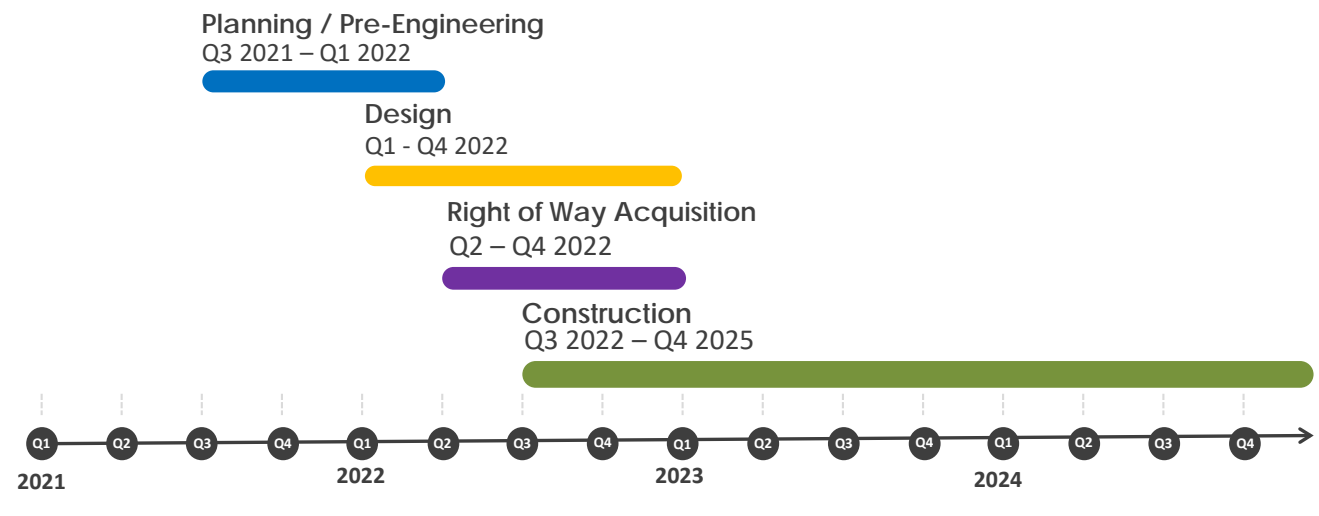 Planning / Pre-Engineering
Q3 2021 – Q1 2022
Design
Q1 - Q4 2022
Right of Way Acquisition
Q2 – Q4 2022
Construction
Q3 2022 – Q4 2025
Q1 Q2 Q3 Q4 Q1 Q2 Q3 Q4 Q1 Q2 Q3 Q4 Q1 Q2 Q3 Q4
2021 2022 2023 2024